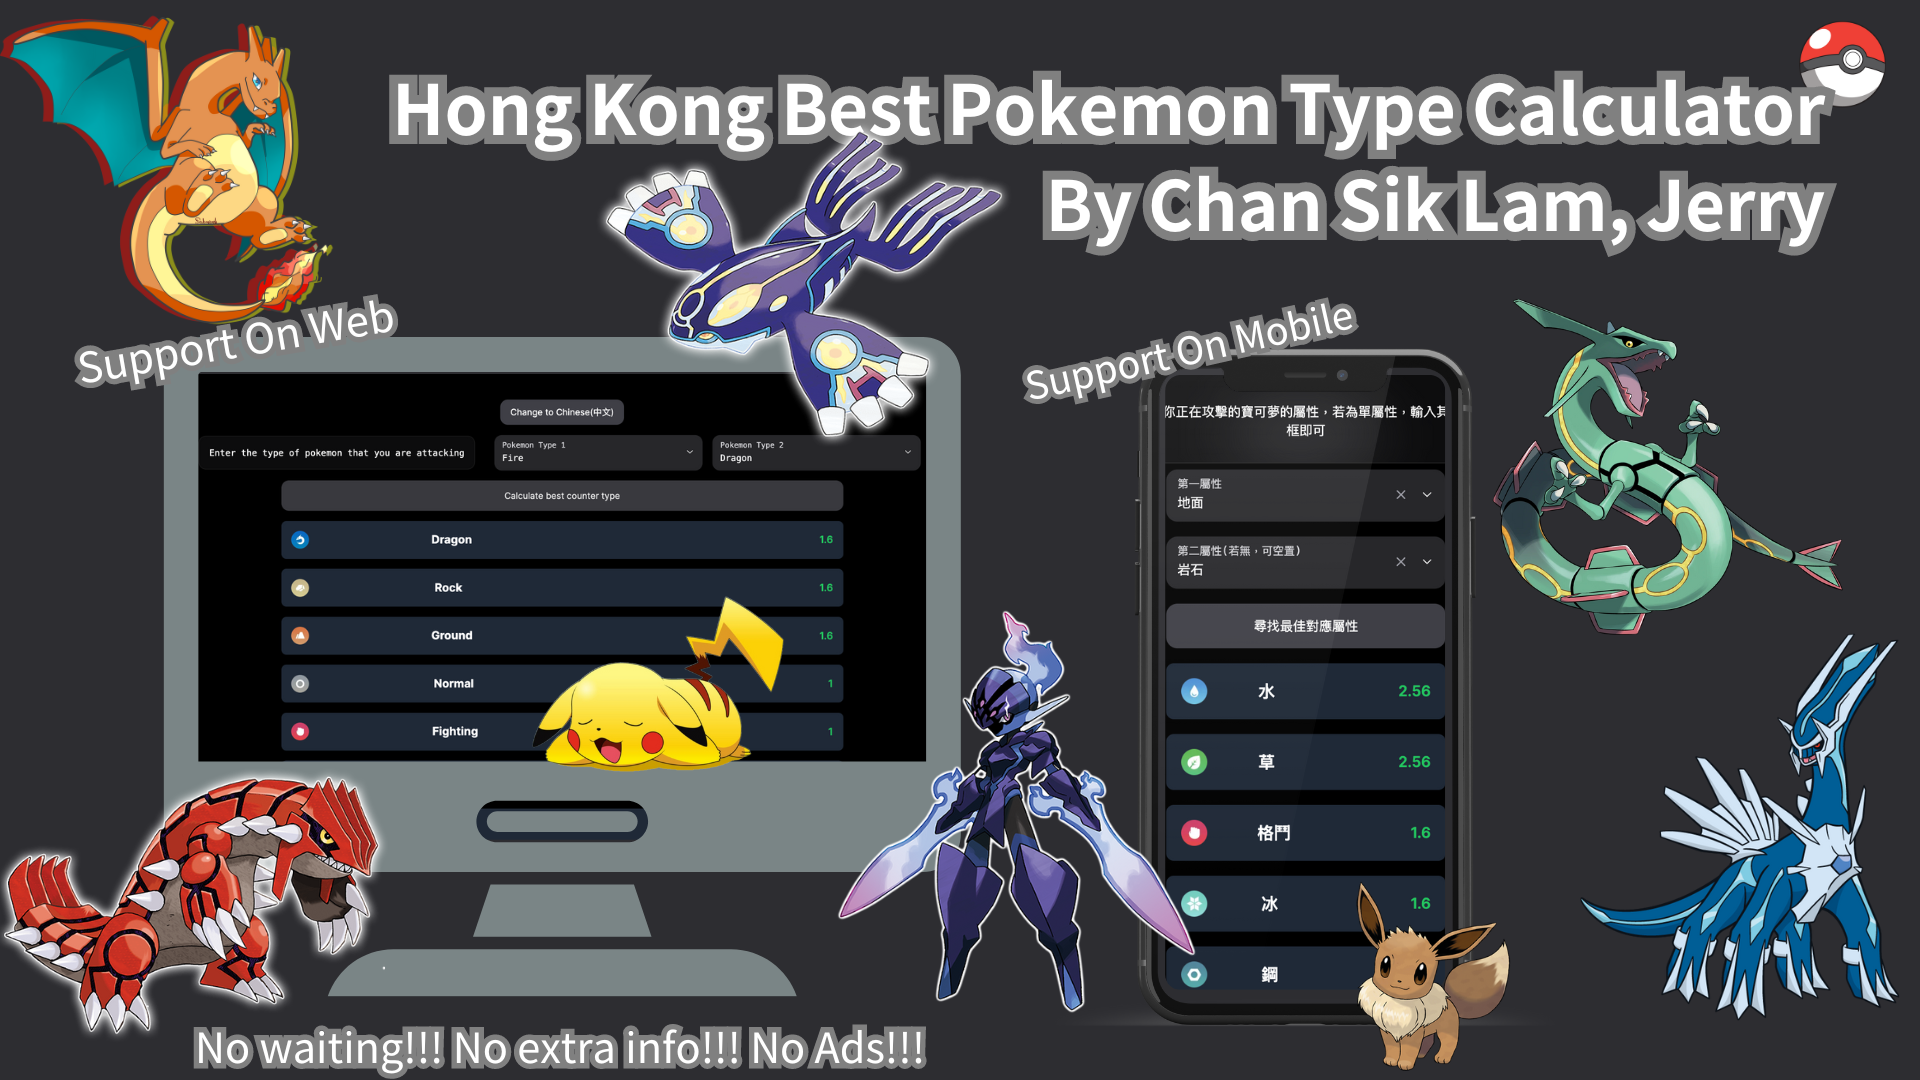 Hong Kong Best Pokemon Type Calculator
By Chan Sik Lam, Jerry
Support On Web
Change to Chinese(中文)
Enter the type of pokemon that you are attacking
Pokemon Type 1
Fire
Pokemon Type 2
Dragon
Calculate best counter type
Dragon 1.6
Rock 1.6
Ground 1.6
Normal 1
Fighting 1
Support On Mobile
你正在攻擊的寶可夢的屬性，若為單屬性，輸入其
框即可
第一屬性
地面
第二屬性(若無，可空置)
岩石
尋找最佳對應屬性
水 2.56
草 2.56
格鬥 1.6
冰 1.6
鋼
No waiting!!! No extra info!!! No Ads!!!